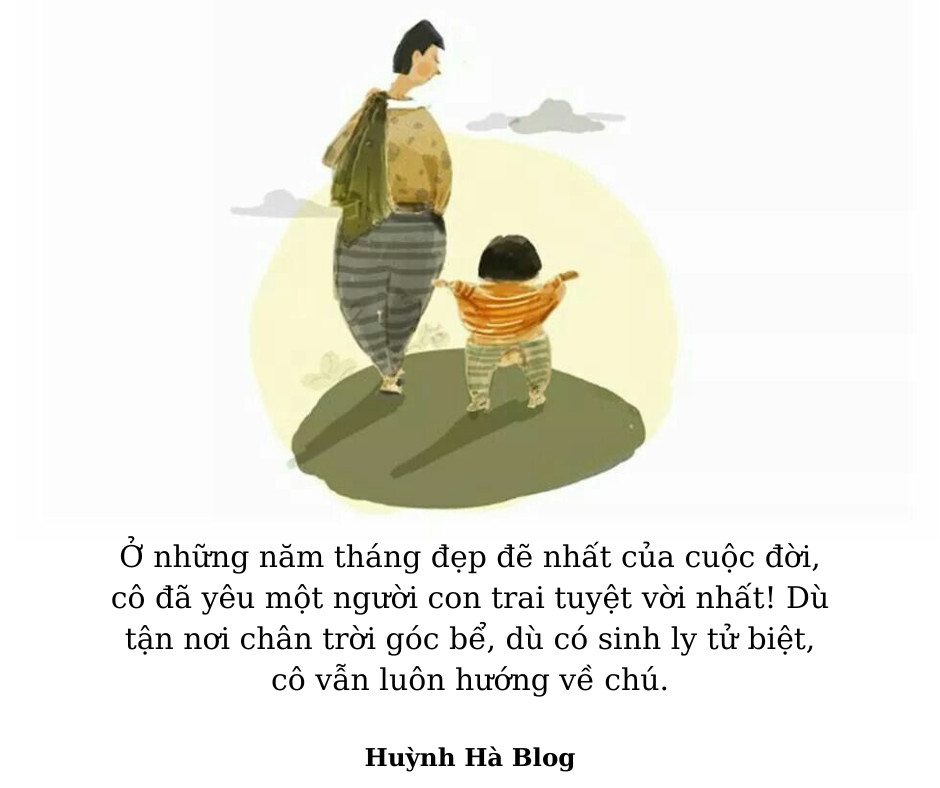 Ở những năm tháng đẹp đẽ nhất của cuộc đời,
cô đã yêu một người con trai tuyệt vời nhất! Dù
tận nơi chân trời góc bể, dù có sinh ly tử biệt,
cô vẫn luôn hướng về chú.
Huỳnh Hà Blog